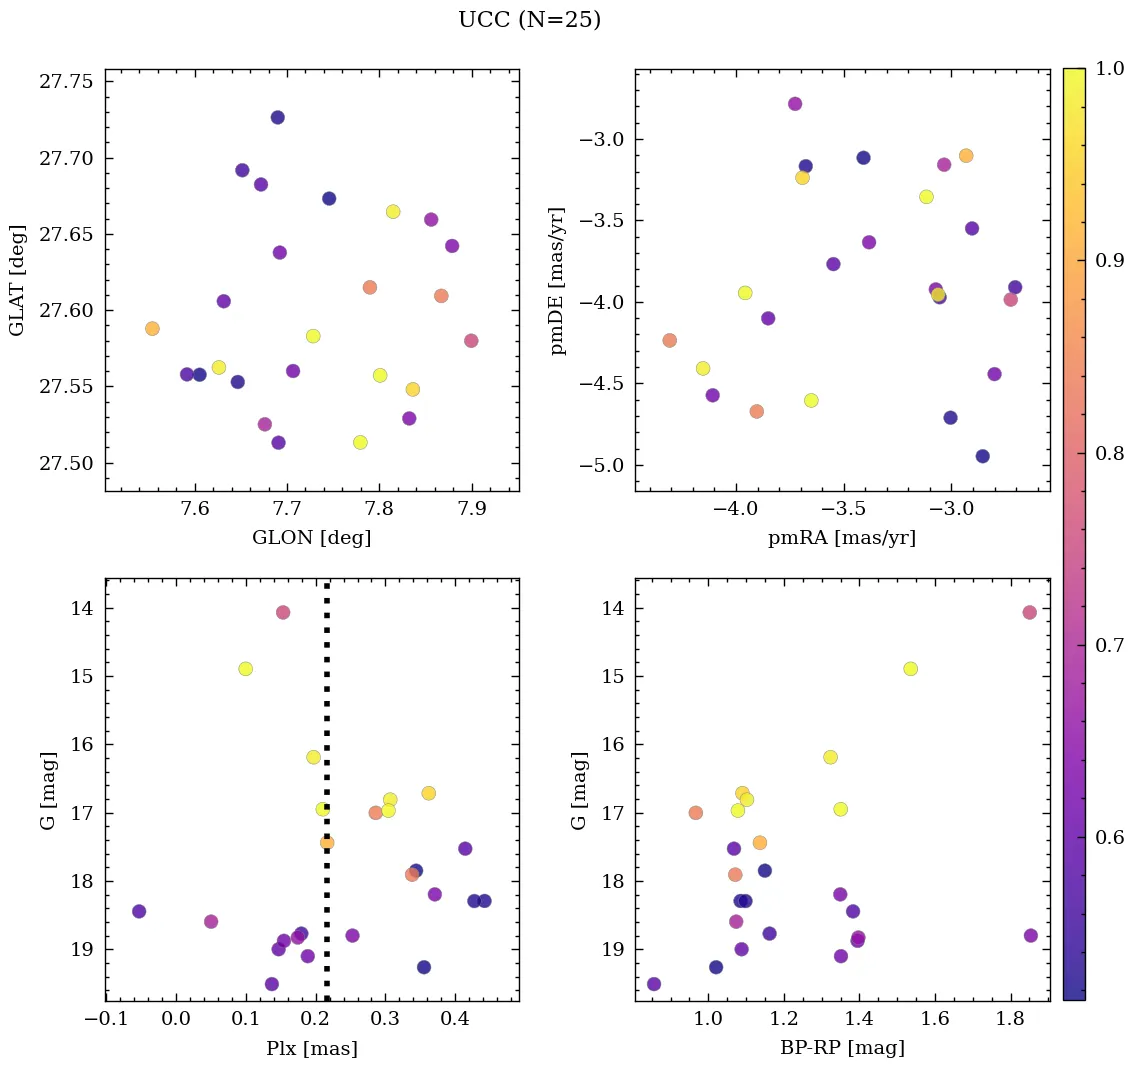 UCC (N=25)
27.75
27.70
27.65
27.60
27.55
27.50
GLAT [deg]
7.6 7.7 7.8 7.9
GLON [deg]
−3.0
−3.5
−4.0
−4.5
−5.0
pmDE [mas/yr]
−4.0 −3.5 −3.0
pmRA [mas/yr]
1.0
0.9
0.8
0.7
0.6
14
15
16
17
18
19
G [mag]
−0.1 0.0 0.1 0.2 0.3 0.4
Plx [mas]
14
15
16
17
18
19
G [mag]
1.0 1.2 1.4 1.6 1.8
BP-RP [mag]